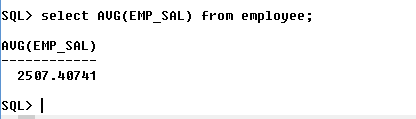 SQL> select AVG(EMP_SAL) from employee;
AVG(EMP_SAL)
------------
2507.40741
SQL>